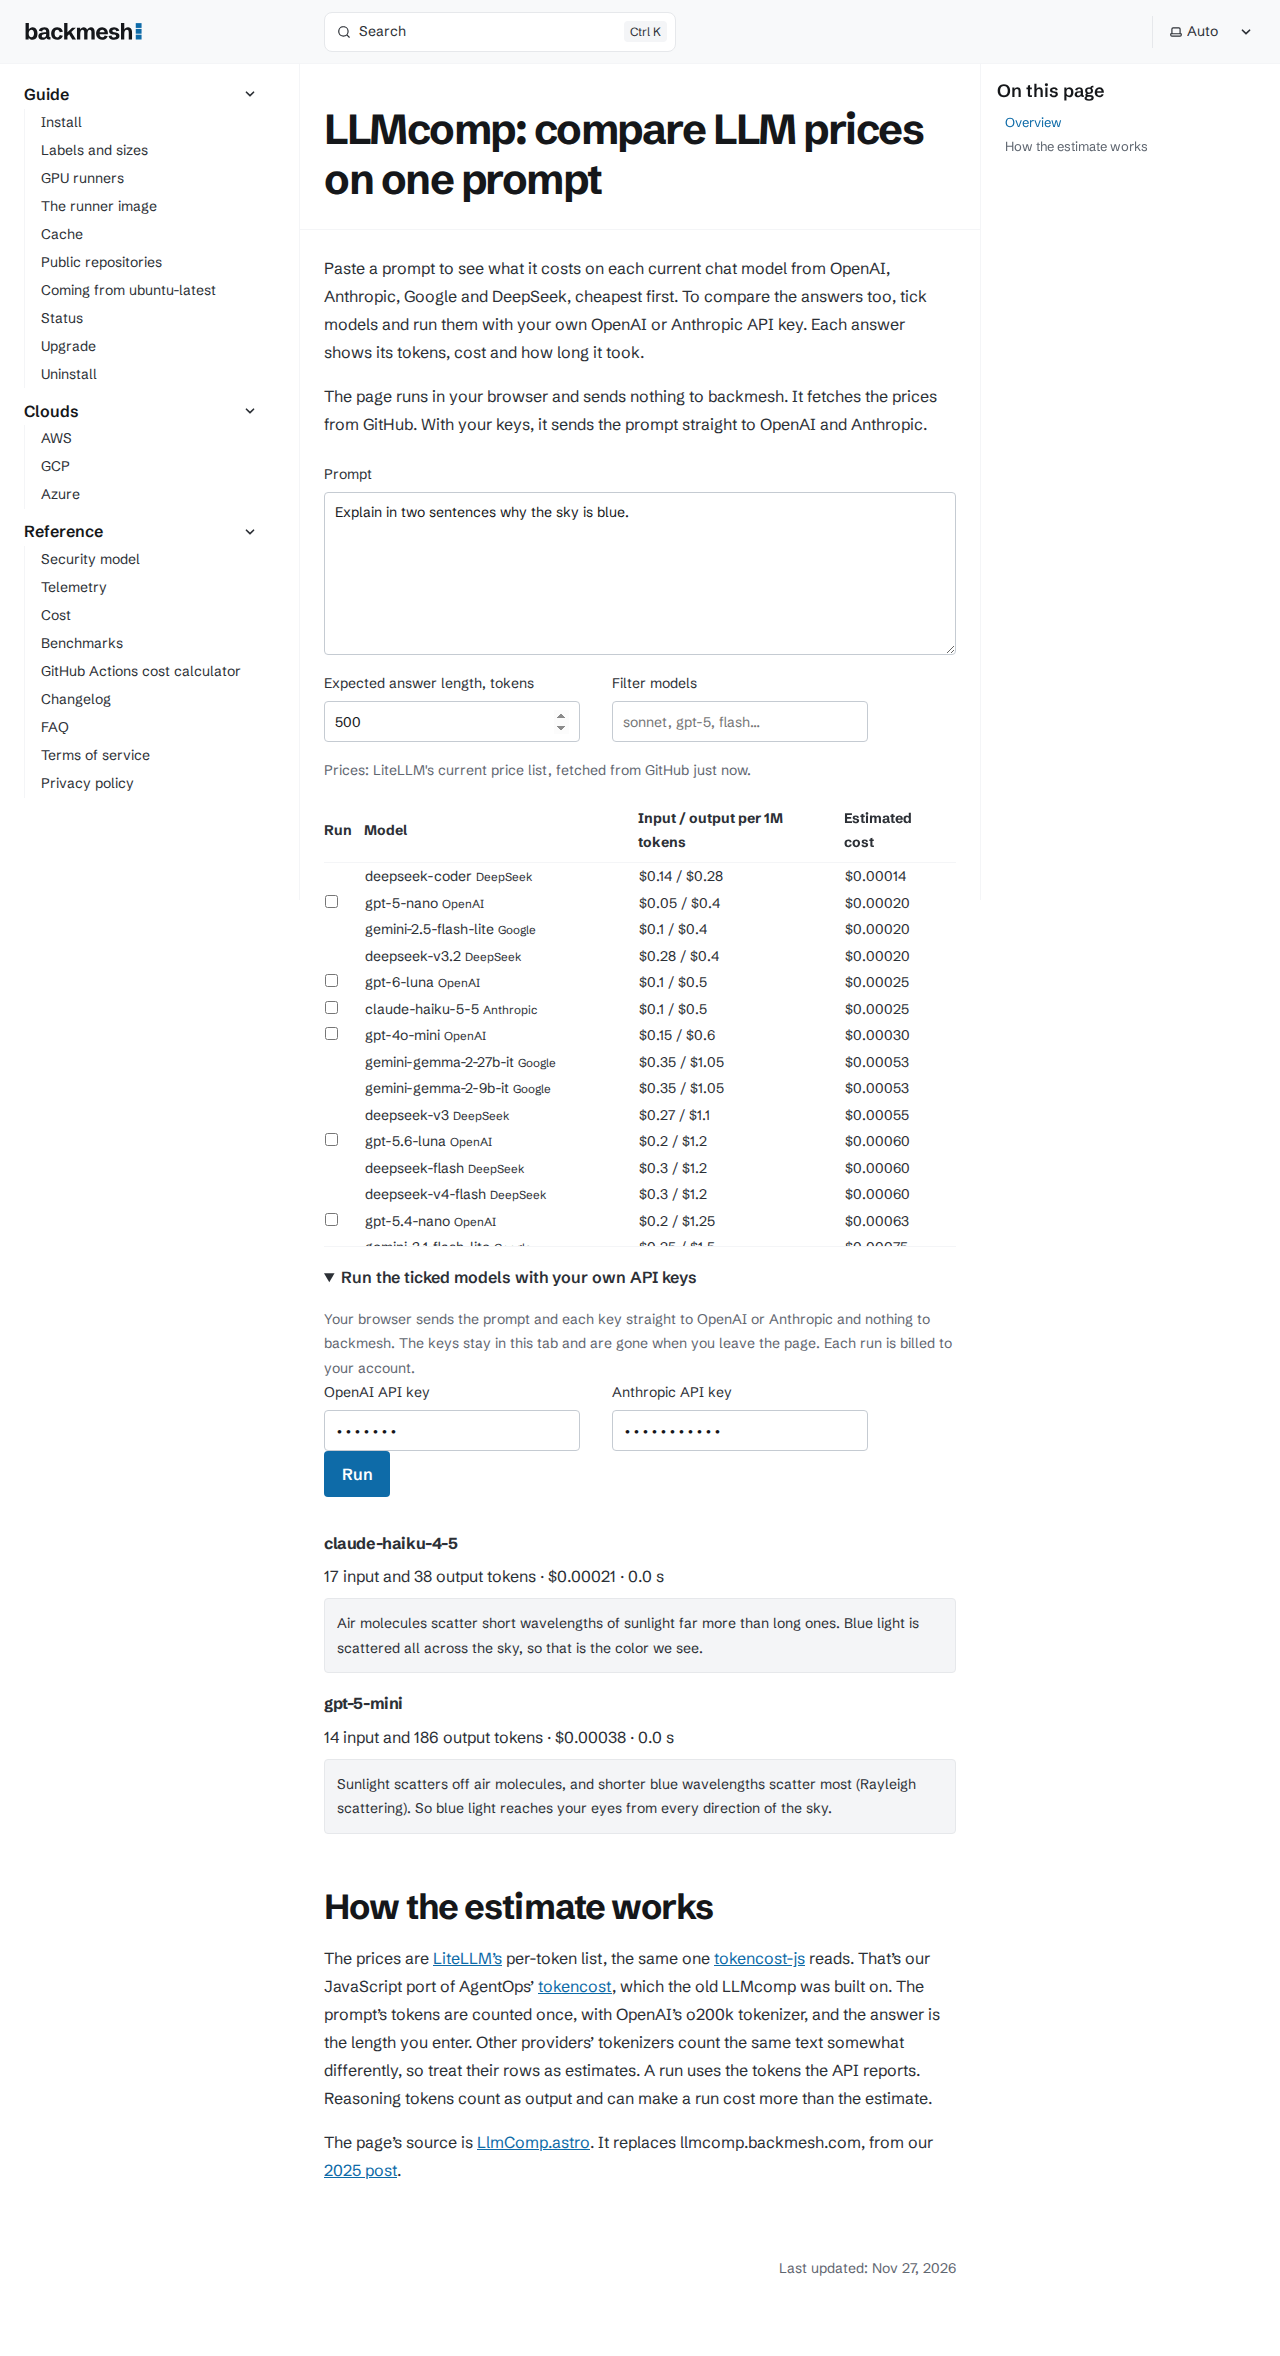 backmesh
Search
Ctrl K
Auto
Guide
Install
Labels and sizes
GPU runners
The runner image
Cache
Public repositories
Coming from ubuntu-latest
Status
Upgrade
Uninstall
Clouds
AWS
GCP
Azure
Reference
Security model
Telemetry
Cost
Benchmarks
GitHub Actions cost calculator
Changelog
FAQ
Terms of service
Privacy policy
LLMcomp: compare LLM prices
on one prompt
Paste a prompt to see what it costs on each current chat model from OpenAI,
Anthropic, Google and DeepSeek, cheapest first. To compare the answers too, tick
models and run them with your own OpenAI or Anthropic API key. Each answer
shows its tokens, cost and how long it took.
The page runs in your browser and sends nothing to backmesh. It fetches the prices
from GitHub. With your keys, it sends the prompt straight to OpenAI and Anthropic.
Prompt
Explain in two sentences why the sky is blue.
Expected answer length, tokens
Filter models
500
sonnet, gpt-5, flash…
Prices: LiteLLM's current price list, fetched from GitHub just now.
Run Model Input / output per 1M tokens Estimated cost
deepseek-coder DeepSeek $0.14 / $0.28 $0.00014
gpt-5-nano OpenAI $0.05 / $0.4 $0.00020
gemini-2.5-flash-lite Google $0.1 / $0.4 $0.00020
deepseek-v3.2 DeepSeek $0.28 / $0.4 $0.00020
gpt-6-luna OpenAI $0.1 / $0.5 $0.00025
claude-haiku-5-5 Anthropic $0.1 / $0.5 $0.00025
gpt-4o-mini OpenAI $0.15 / $0.6 $0.00030
gemini-gemma-2-27b-it Google $0.35 / $1.05 $0.00053
gemini-gemma-2-9b-it Google $0.35 / $1.05 $0.00053
deepseek-v3 DeepSeek $0.27 / $1.1 $0.00055
gpt-5.6-luna OpenAI $0.2 / $1.2 $0.00060
deepseek-flash DeepSeek $0.3 / $1.2 $0.00060
deepseek-v4-flash DeepSeek $0.3 / $1.2 $0.00060
gpt-5.4-nano OpenAI $0.2 / $1.25 $0.00063
gemini-3.1-flash-lite Google $0.25 / $1.5 $0.00075
Run the ticked models with your own API keys
Your browser sends the prompt and each key straight to OpenAI or Anthropic and nothing to
backmesh. The keys stay in this tab and are gone when you leave the page. Each run is billed to
your account.
OpenAI API key
Anthropic API key
•••••••
•••••••••••
Run
claude-haiku-4-5
17 input and 38 output tokens · $0.00021 · 0.0 s
Air molecules scatter short wavelengths of sunlight far more than long ones. Blue light is
scattered all across the sky, so that is the color we see.
gpt-5-mini
14 input and 186 output tokens · $0.00038 · 0.0 s
Sunlight scatters off air molecules, and shorter blue wavelengths scatter most (Rayleigh
scattering). So blue light reaches your eyes from every direction of the sky.
How the estimate works
The prices are LiteLLM’s per-token list, the same one tokencost-js reads. That’s our
JavaScript port of AgentOps’ tokencost, which the old LLMcomp was built on. The
prompt’s tokens are counted once, with OpenAI’s o200k tokenizer, and the answer is
the length you enter. Other providers’ tokenizers count the same text somewhat
differently, so treat their rows as estimates. A run uses the tokens the API reports.
Reasoning tokens count as output and can make a run cost more than the estimate.
The page’s source is LlmComp.astro. It replaces llmcomp.backmesh.com, from our
2025 post.
Last updated: Nov 27, 2026
On this page
Overview
How the estimate works